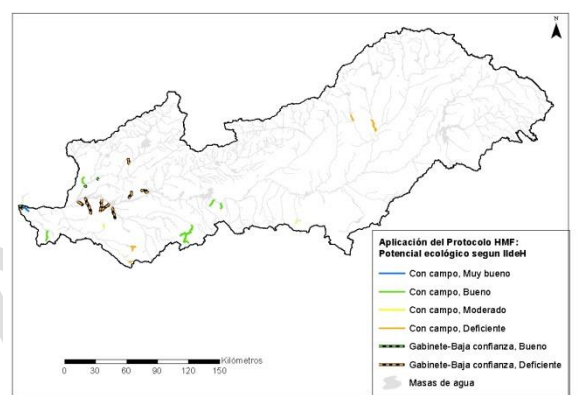 N
Aplicación del Protocolo HMF:
Potencial ecológico segun IIdeH
Con campo, Muy bueno
Con campo, Bueno
Con campo, Moderado
Con campo, Deficiente
Gabinete-Baja confianza, Bueno
Gabinete-Baja confianza, Deficiente
Masas de agua
Kilómetros
0 30 60 90 120 150